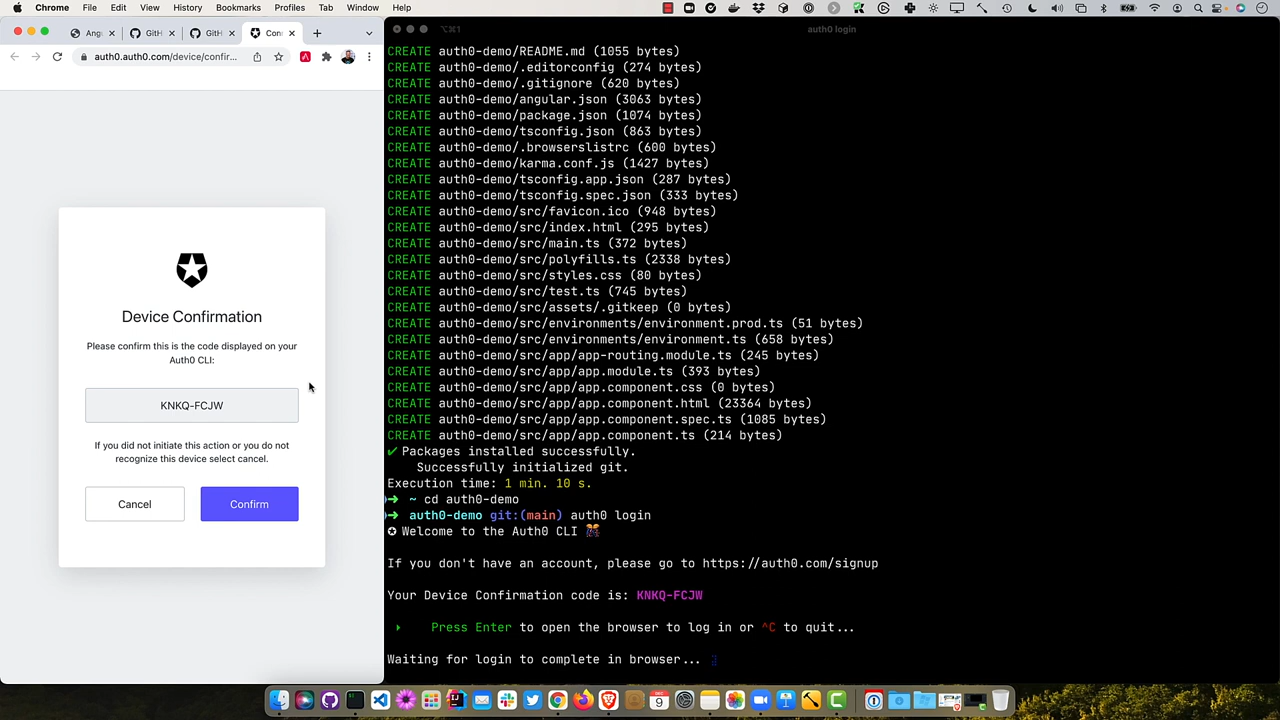 Chrome File Edit View History Bookmarks Profiles Tab Window Help
Ang
GitH
GitH
Con
auth0.auth0.com/device/confir...
Device Confirmation
Please confirm this is the code displayed on your
Auth0 CLI:
KNKQ-FCJW
If you did not initiate this action or you do not
recognize this device select cancel.
Cancel
Confirm
⌥⌘1
auth0 login
CREATE auth0-demo/README.md (1055 bytes)
CREATE auth0-demo/.editorconfig (274 bytes)
CREATE auth0-demo/.gitignore (620 bytes)
CREATE auth0-demo/angular.json (3063 bytes)
CREATE auth0-demo/package.json (1074 bytes)
CREATE auth0-demo/tsconfig.json (863 bytes)
CREATE auth0-demo/.browserslistrc (600 bytes)
CREATE auth0-demo/karma.conf.js (1427 bytes)
CREATE auth0-demo/tsconfig.app.json (287 bytes)
CREATE auth0-demo/tsconfig.spec.json (333 bytes)
CREATE auth0-demo/src/favicon.ico (948 bytes)
CREATE auth0-demo/src/index.html (295 bytes)
CREATE auth0-demo/src/main.ts (372 bytes)
CREATE auth0-demo/src/polyfills.ts (2338 bytes)
CREATE auth0-demo/src/styles.css (80 bytes)
CREATE auth0-demo/src/test.ts (745 bytes)
CREATE auth0-demo/src/assets/.gitkeep (0 bytes)
CREATE auth0-demo/src/environments/environment.prod.ts (51 bytes)
CREATE auth0-demo/src/environments/environment.ts (658 bytes)
CREATE auth0-demo/src/app/app-routing.module.ts (245 bytes)
CREATE auth0-demo/src/app/app.module.ts (393 bytes)
CREATE auth0-demo/src/app/app.component.css (0 bytes)
CREATE auth0-demo/src/app/app.component.html (23364 bytes)
CREATE auth0-demo/src/app/app.component.spec.ts (1085 bytes)
CREATE auth0-demo/src/app/app.component.ts (214 bytes)
✔ Packages installed successfully.
Successfully initialized git.
Execution time: 1 min. 10 s.
➜ ~ cd auth0-demo
➜ auth0-demo git:(main) auth0 login
✪ Welcome to the Auth0 CLI 🎊
If you don't have an account, please go to https://auth0.com/signup
Your Device Confirmation code is: KNKQ-FCJW
▸ Press Enter to open the browser to log in or ^C to quit...
Waiting for login to complete in browser...
DEC
9